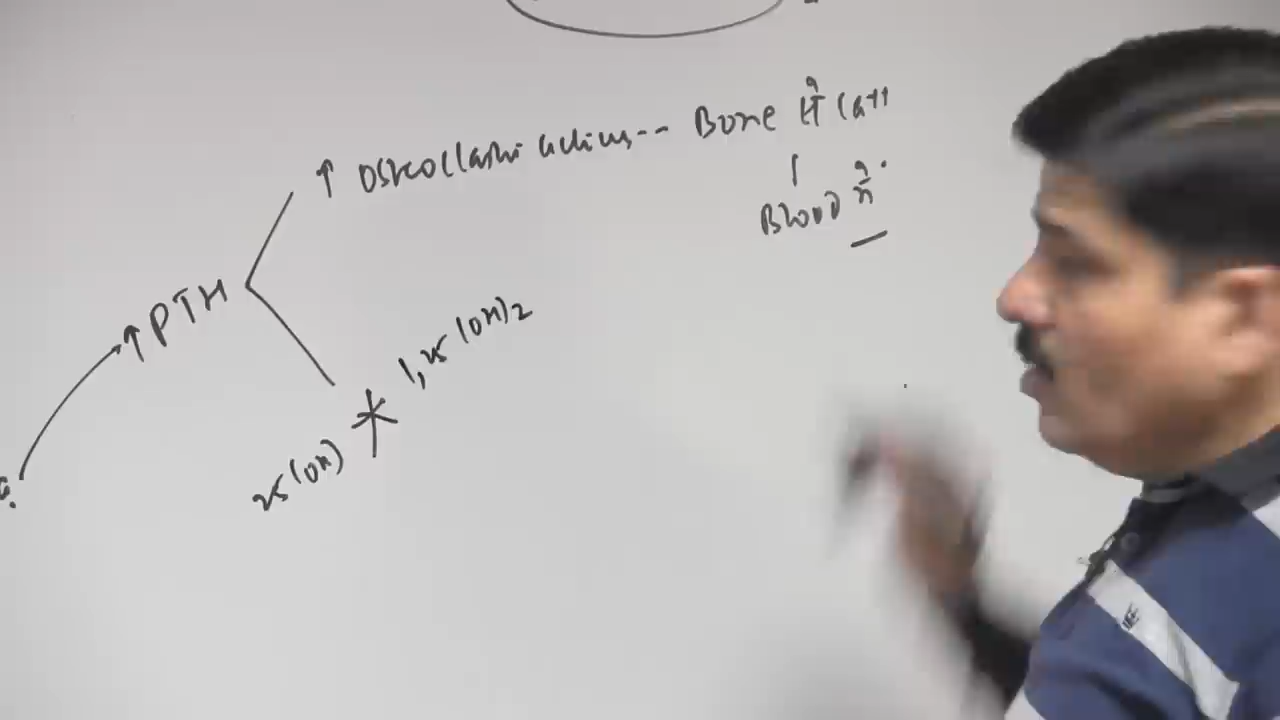 ↑ Osteoclastic activity-- Bone से Ca++
Blood में
↑ PTH
1,25 (OH)2
25 (OH)